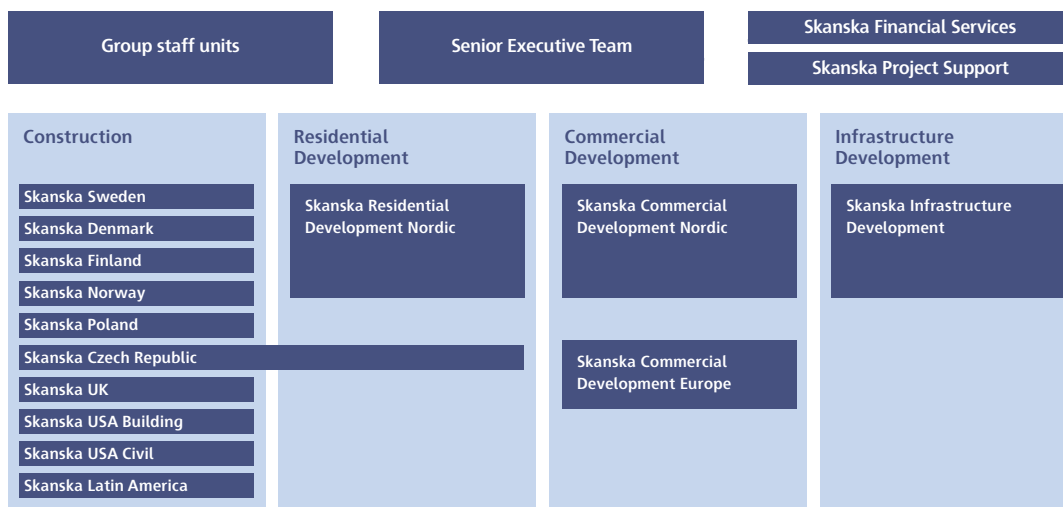 Group staff units
Senior Executive Team
Skanska Financial Services
Skanska Project Support
Construction
Skanska Sweden
Skanska Denmark
Skanska Finland
Skanska Norway
Skanska Poland
Skanska Czech Republic
Skanska UK
Skanska USA Building
Skanska USA Civil
Skanska Latin America
Residential
Development
Skanska Residential
Development Nordic
Commercial
Development
Skanska Commercial
Development Nordic
Skanska Commercial
Development Europe
Infrastructure
Development
Skanska Infrastructure
Development